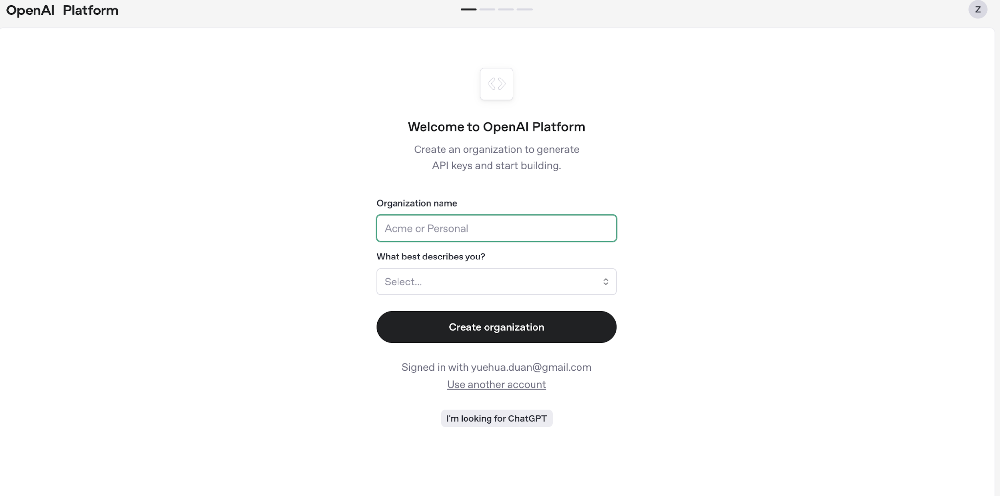 OpenAI Platform
Z
Welcome to OpenAI Platform
Create an organization to generate
API keys and start building.
Organization name
Acme or Personal
What best describes you?
Select...
Create organization
Signed in with yuehua.duan@gmail.com
Use another account
I'm looking for ChatGPT